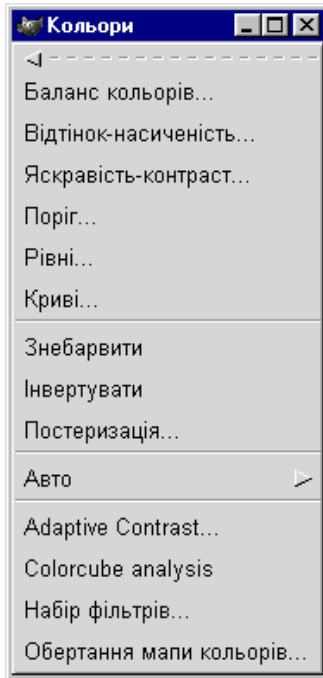 Кольори
Баланс кольорів...
Відтінок-насиченість...
Яскравість-контраст...
Поріг...
Рівні...
Криві...
Знебарвити
Інвертувати
Постеризація...
Авто
Adaptive Contrast...
Colorcube analysis
Набір фільтрів...
Обертання мапи кольорів...